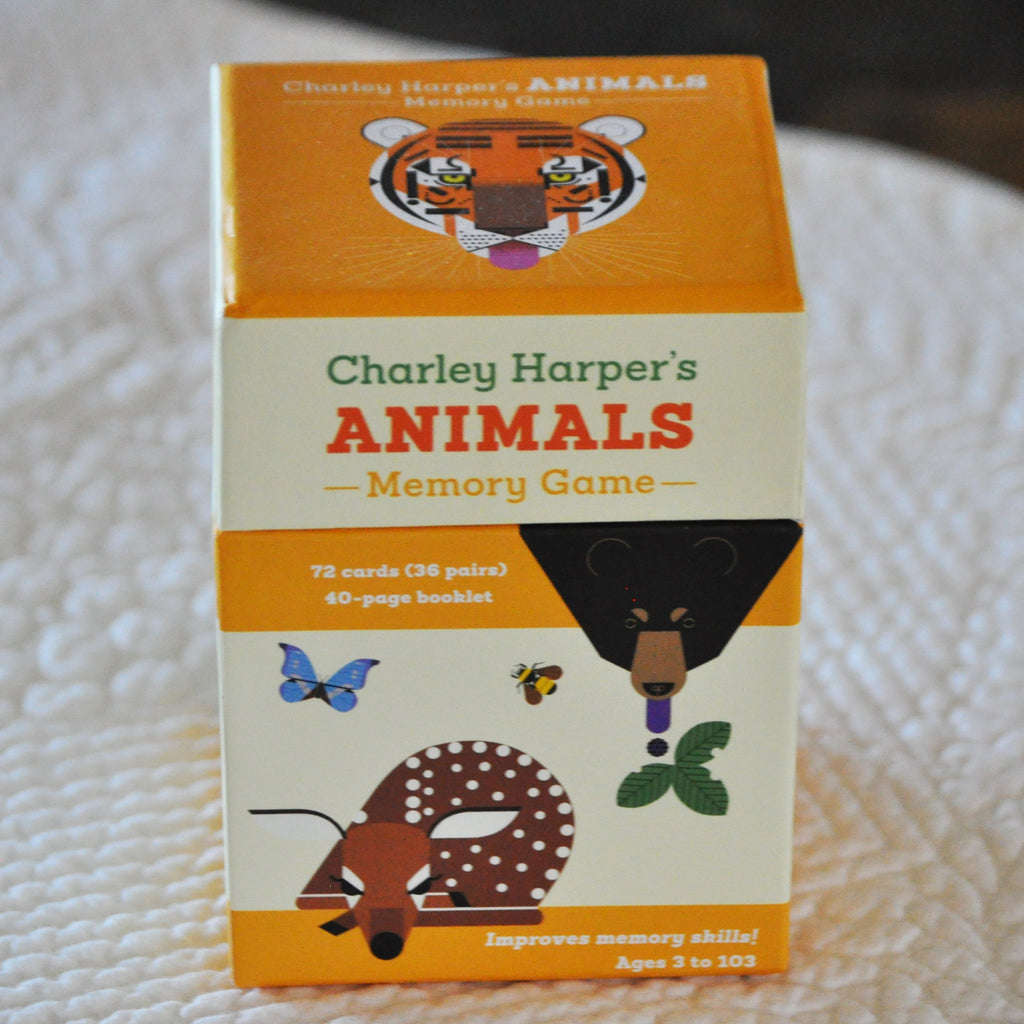 Charley Harper's ANIMALS
Memory Game
Charley Harper's
ANIMALS
Memory Game
72 cards (36 pairs)
40-page booklet
Improves memory skills!
Ages 3 to 103